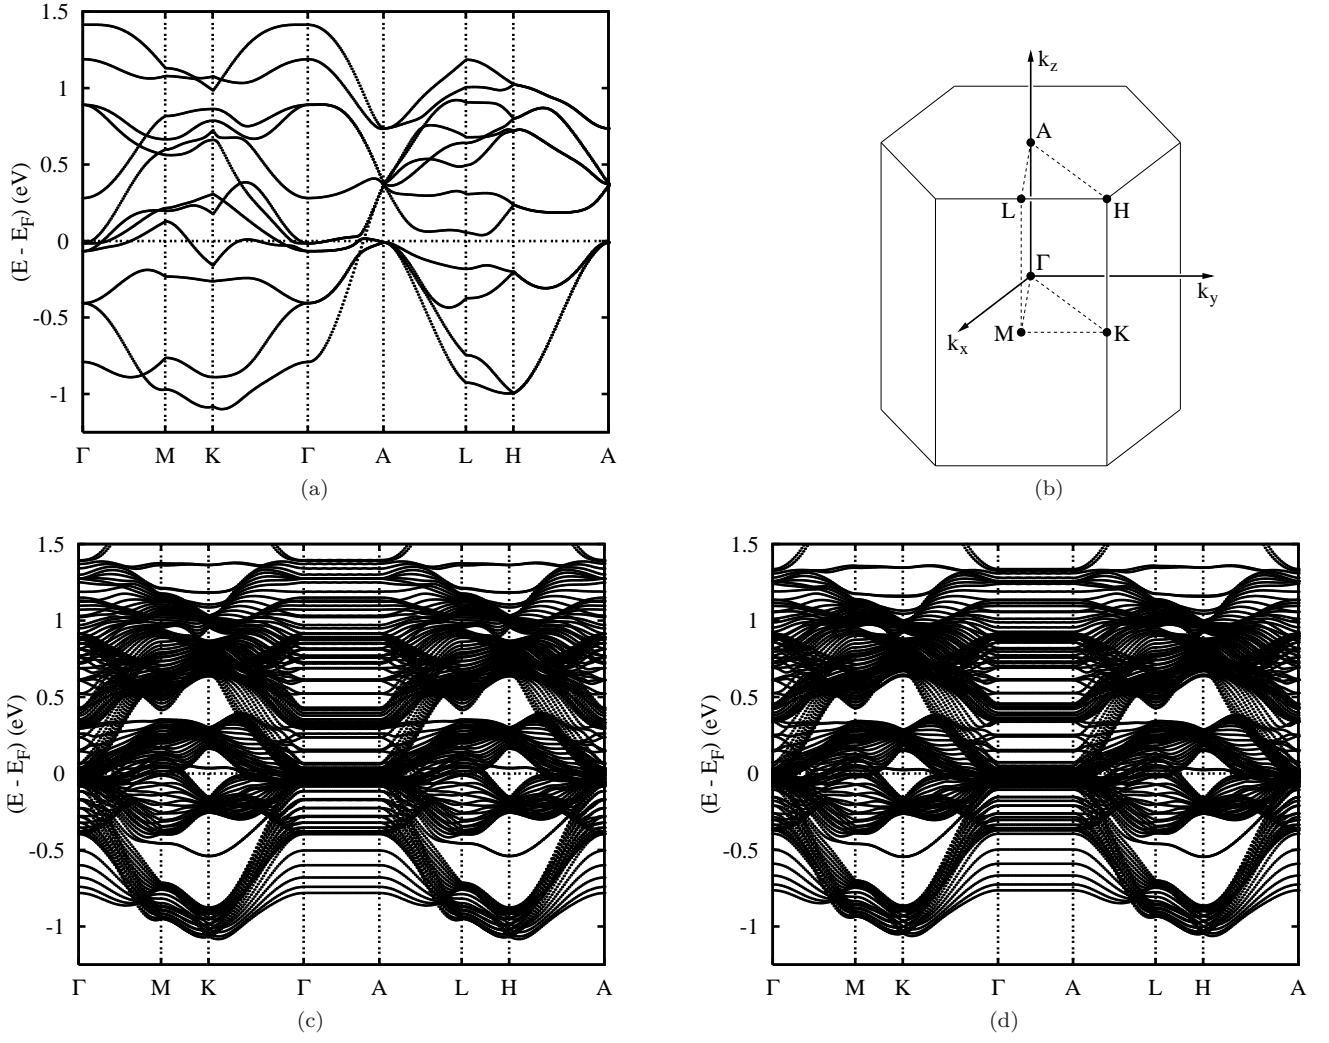 1.5
1
0.5
0
-0.5
-1
(E - E_F) (eV)
Γ M K Γ A L H A
(a)
k_z
A
L H
Γ
k_y
M K
k_x
(b)
1.5
1
0.5
0
-0.5
-1
(E - E_F) (eV)
Γ M K Γ A L H A
(c)
1.5
1
0.5
0
-0.5
-1
(E - E_F) (eV)
Γ M K Γ A L H A
(d)